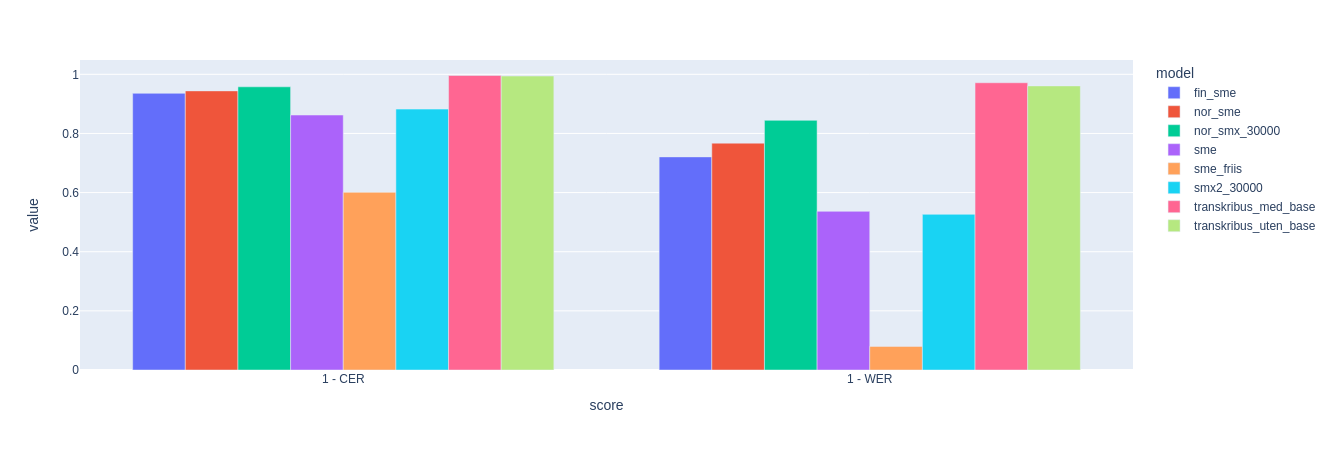 1
0.8
0.6
0.4
0.2
0
value
1 - CER
1 - WER
score
model
fin_sme
nor_sme
nor_smx_30000
sme
sme_friis
smx2_30000
transkribus_med_base
transkribus_uten_base